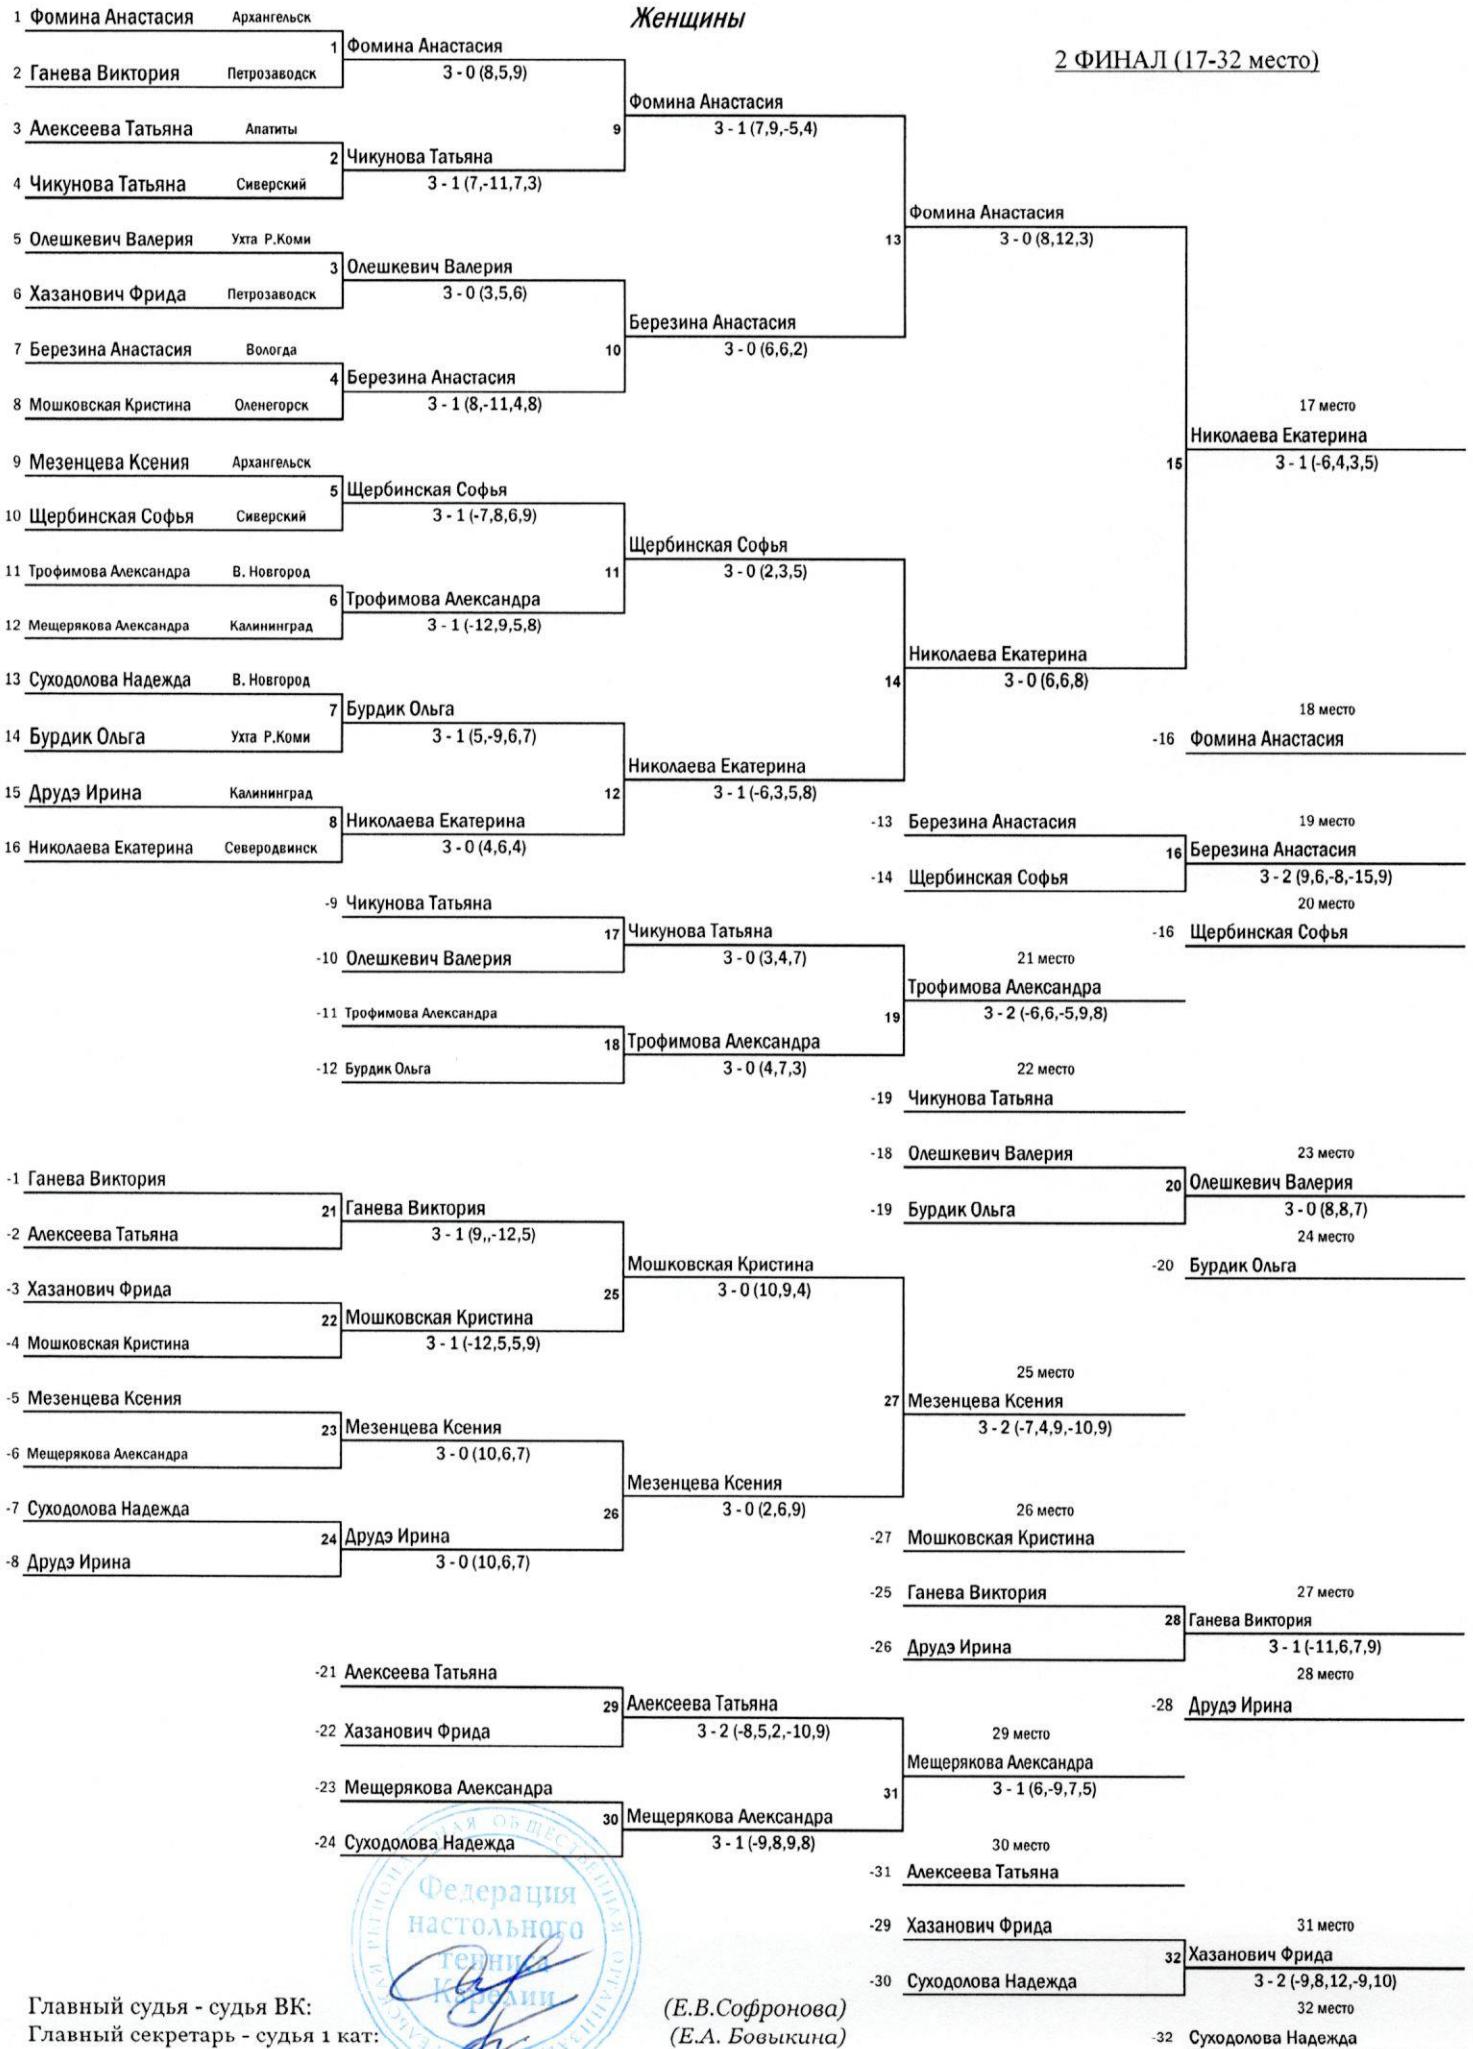 Женщины
2 ФИНАЛ (17-32 место)
1 Фомина Анастасия Архангельск
1 Фомина Анастасия
2 Ганева Виктория Петрозаводск
3 - 0 (8,5,9)
Фомина Анастасия
3 Алексеева Татьяна Апатиты
9 3 - 1 (7,9,-5,4)
2 Чикунова Татьяна
4 Чикунова Татьяна Сиверский
3 - 1 (7,-11,7,3)
Фомина Анастасия
5 Олешкевич Валерия Ухта Р.Коми
13 3 - 0 (8,12,3)
3 Олешкевич Валерия
6 Хазанович Фрида Петрозаводск
3 - 0 (3,5,6)
Березина Анастасия
7 Березина Анастасия Вологда
10 3 - 0 (6,6,2)
4 Березина Анастасия
8 Мошковская Кристина Оленегорск
3 - 1 (8,-11,4,8)
17 место
Николаева Екатерина
9 Мезенцева Ксения Архангельск
15 3 - 1 (-6,4,3,5)
5 Щербинская Софья
10 Щербинская Софья Сиверский
3 - 1 (-7,8,6,9)
Щербинская Софья
11 Трофимова Александра В. Новгород
11 3 - 0 (2,3,5)
6 Трофимова Александра
12 Мещерякова Александра Калининград
3 - 1 (-12,9,5,8)
Николаева Екатерина
13 Суходолова Надежда В. Новгород
14 3 - 0 (6,6,8)
7 Бурдик Ольга
18 место
14 Бурдик Ольга Ухта Р.Коми
3 - 1 (5,-9,6,7)
-16 Фомина Анастасия
Николаева Екатерина
15 Друдэ Ирина Калининград
12 3 - 1 (-6,3,5,8)
8 Николаева Екатерина
-13 Березина Анастасия
19 место
16 Николаева Екатерина Северодвинск
3 - 0 (4,6,4)
16 Березина Анастасия
-14 Щербинская Софья
3 - 2 (9,6,-8,-15,9)
-9 Чикунова Татьяна
20 место
17 Чикунова Татьяна
-16 Щербинская Софья
-10 Олешкевич Валерия
3 - 0 (3,4,7)
21 место
Трофимова Александра
-11 Трофимова Александра
19 3 - 2 (-6,6,-5,9,8)
18 Трофимова Александра
-12 Бурдик Ольга
3 - 0 (4,7,3)
22 место
-19 Чикунова Татьяна
-18 Олешкевич Валерия
23 место
-1 Ганева Виктория
20 Олешкевич Валерия
21 Ганева Виктория
-19 Бурдик Ольга
3 - 0 (8,8,7)
-2 Алексеева Татьяна
3 - 1 (9,,-12,5)
24 место
Мошковская Кристина
-20 Бурдик Ольга
-3 Хазанович Фрида
25 3 - 0 (10,9,4)
22 Мошковская Кристина
-4 Мошковская Кристина
3 - 1 (-12,5,5,9)
25 место
-5 Мезенцева Ксения
27 Мезенцева Ксения
23 Мезенцева Ксения
3 - 2 (-7,4,9,-10,9)
-6 Мещерякова Александра
3 - 0 (10,6,7)
Мезенцева Ксения
-7 Суходолова Надежда
26 3 - 0 (2,6,9)
26 место
24 Друдэ Ирина
-27 Мошковская Кристина
-8 Друдэ Ирина
3 - 0 (10,6,7)
-25 Ганева Виктория
27 место
28 Ганева Виктория
-26 Друдэ Ирина
3 - 1 (-11,6,7,9)
-21 Алексеева Татьяна
28 место
29 Алексеева Татьяна
-28 Друдэ Ирина
-22 Хазанович Фрида
3 - 2 (-8,5,2,-10,9)
29 место
Мещерякова Александра
-23 Мещерякова Александра
31 3 - 1 (6,-9,7,5)
30 Мещерякова Александра
-24 Суходолова Надежда
3 - 1 (-9,8,9,8)
30 место
-31 Алексеева Татьяна
Федерация
настольного
тенниса
Карелии
-29 Хазанович Фрида
31 место
32 Хазанович Фрида
-30 Суходолова Надежда
3 - 2 (-9,8,12,-9,10)
Главный судья - судья ВК: (Е.В.Софронова)
32 место
Главный секретарь - судья 1 кат: (Е.А. Бовыкина)
-32 Суходолова Надежда